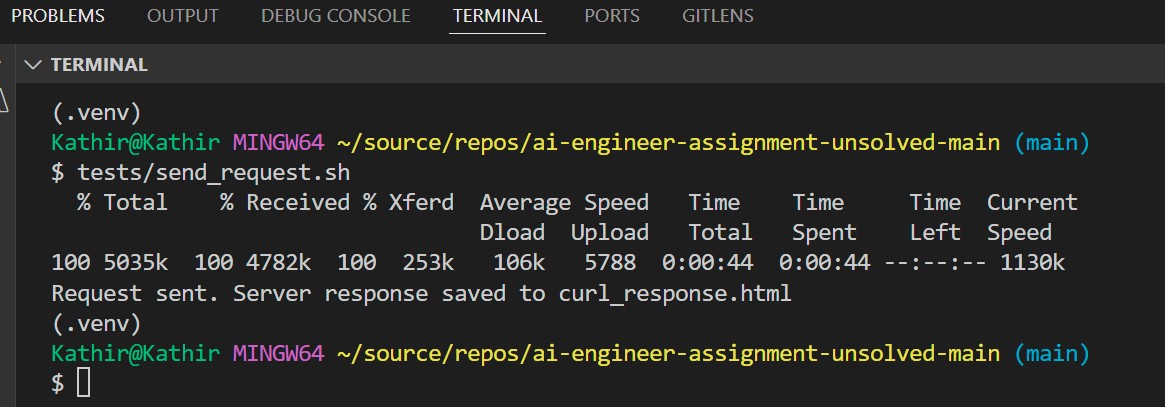 PROBLEMS OUTPUT DEBUG CONSOLE TERMINAL PORTS GITLENS
TERMINAL
(.venv)
Kathir@Kathir MINGW64 ~/source/repos/ai-engineer-assignment-unsolved-main (main)
$ tests/send_request.sh
  % Total    % Received % Xferd  Average Speed   Time    Time     Time  Current
                                 Dload  Upload   Total   Spent    Left  Speed
100 5035k  100 4782k  100  253k   106k   5788  0:00:44  0:00:44 --:--:-- 1130k
Request sent. Server response saved to curl_response.html
(.venv)
Kathir@Kathir MINGW64 ~/source/repos/ai-engineer-assignment-unsolved-main (main)
$